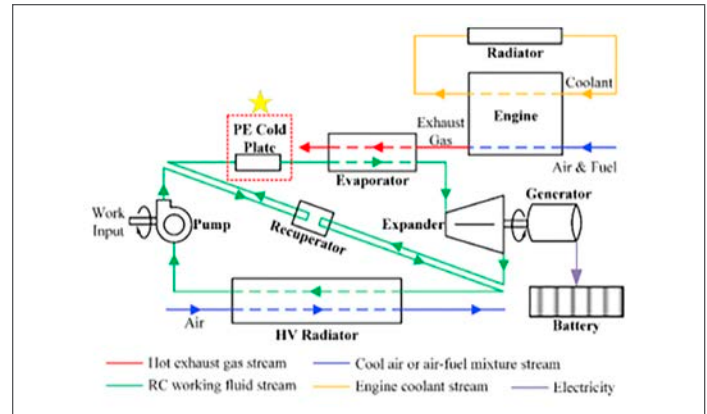 Radiator
Coolant
PE Cold
Plate
Exhaust
Gas
Engine
Air & Fuel
Evaporator
Generator
Work
Input
Pump
Recuperator
Expander
Air
HV Radiator
Battery
Hot exhaust gas stream
Cool air or air-fuel mixture stream
RC working fluid stream
Engine coolant stream
Electricity